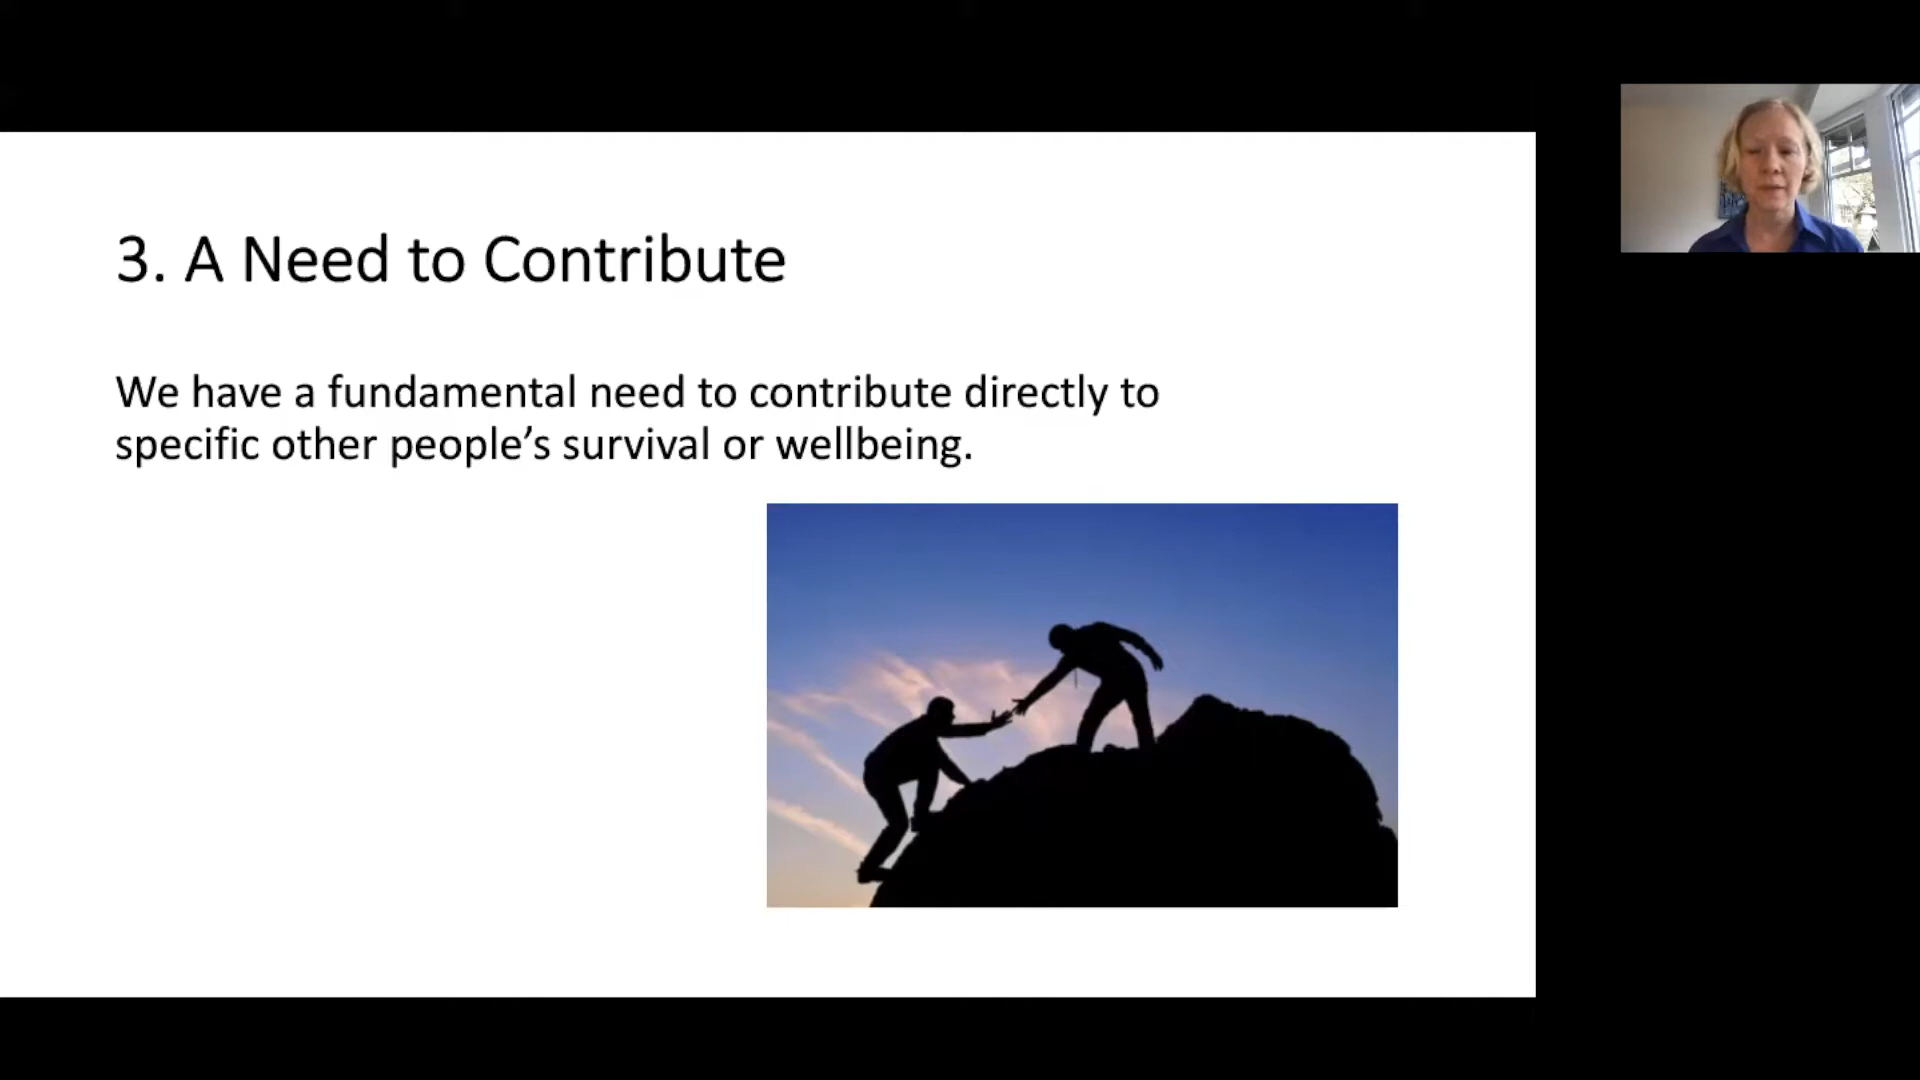 3. A Need to Contribute
We have a fundamental need to contribute directly to
specific other people’s survival or wellbeing.